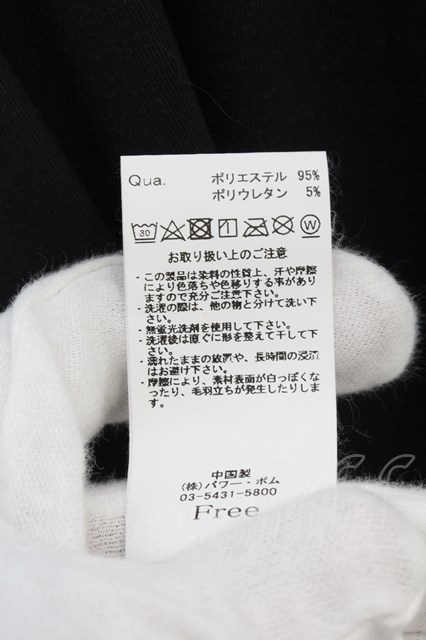 Qua.
ポリエステル 95%
ポリウレタン 5%
30
W
お取り扱い上のご注意
・この製品は染料の性質上、汗や摩擦
により色落ちや色移りする事があり
ますので充分ご注意下さい。
・洗濯の際は、他の物と分けて洗い下
さい。
・無蛍光洗剤を使用して下さい。
・洗濯後は直ぐに形を整えて干して下
さい。
・濡れたままの放置や、長時間の浸漬
はお避け下さい。
・摩擦により、素材表面が白っぽくな
ったり、毛羽立ちが発生したりしま
す。
中国製
(株)パワー・ボム
03-5431-5800
Free